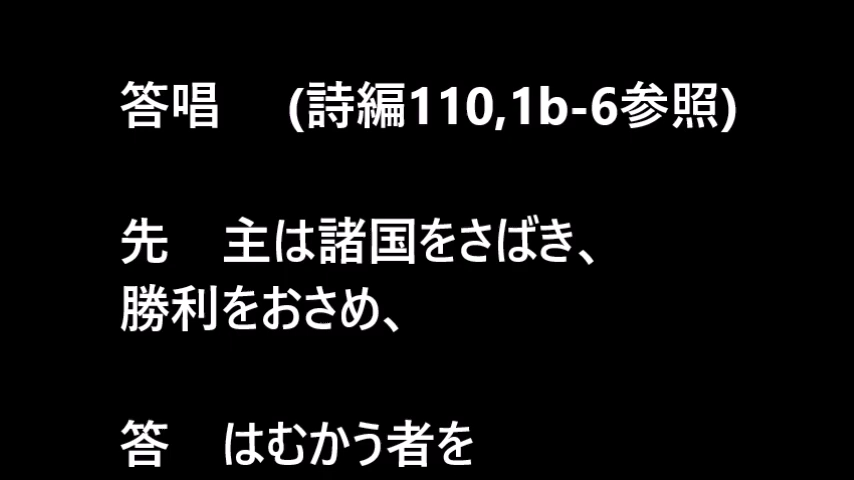 答唱　(詩編110,1b-6参照)
先　主は諸国をさばき、
勝利をおさめ、
答　はむかう者を